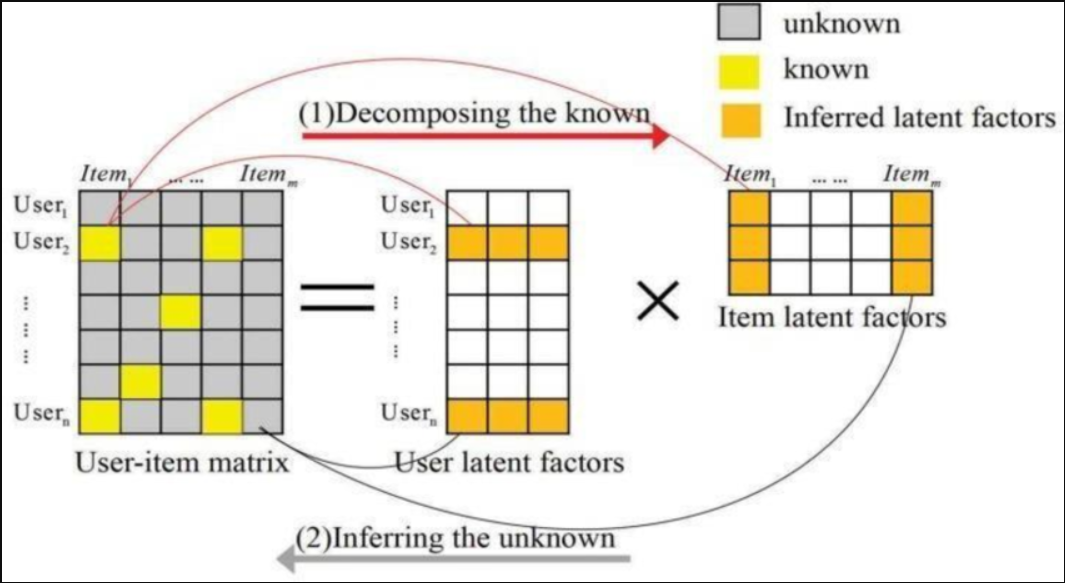 unknown
known
Inferred latent factors
(1)Decomposing the known
Item1 ... ... Itemm
User1
User2
Usern
User-item matrix
User1
User2
Usern
User latent factors
Item1 ... ... Itemm
Item latent factors
(2)Inferring the unknown